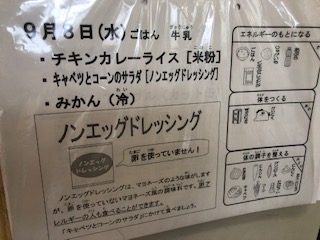 9月8日(水)ごはん 牛乳
・チキンカレーライス[米粉]
・キャベツとコーンのサラダ[ノンエッグドレッシング]
・みかん(冷)
エネルギーのもとになる
体をつくる
体の調子を整える
ノンエッグドレッシング
ノンエッグ
ドレッシング
卵を使っていません!
ノンエッグドレッシングは、マヨネーズのような味がします
が、卵を使っていないマヨネーズ風の調味料です。卵ア
レルギーの人も食べることができます。
「キャベツとコーンのサラダ」にかけて食べましょう。